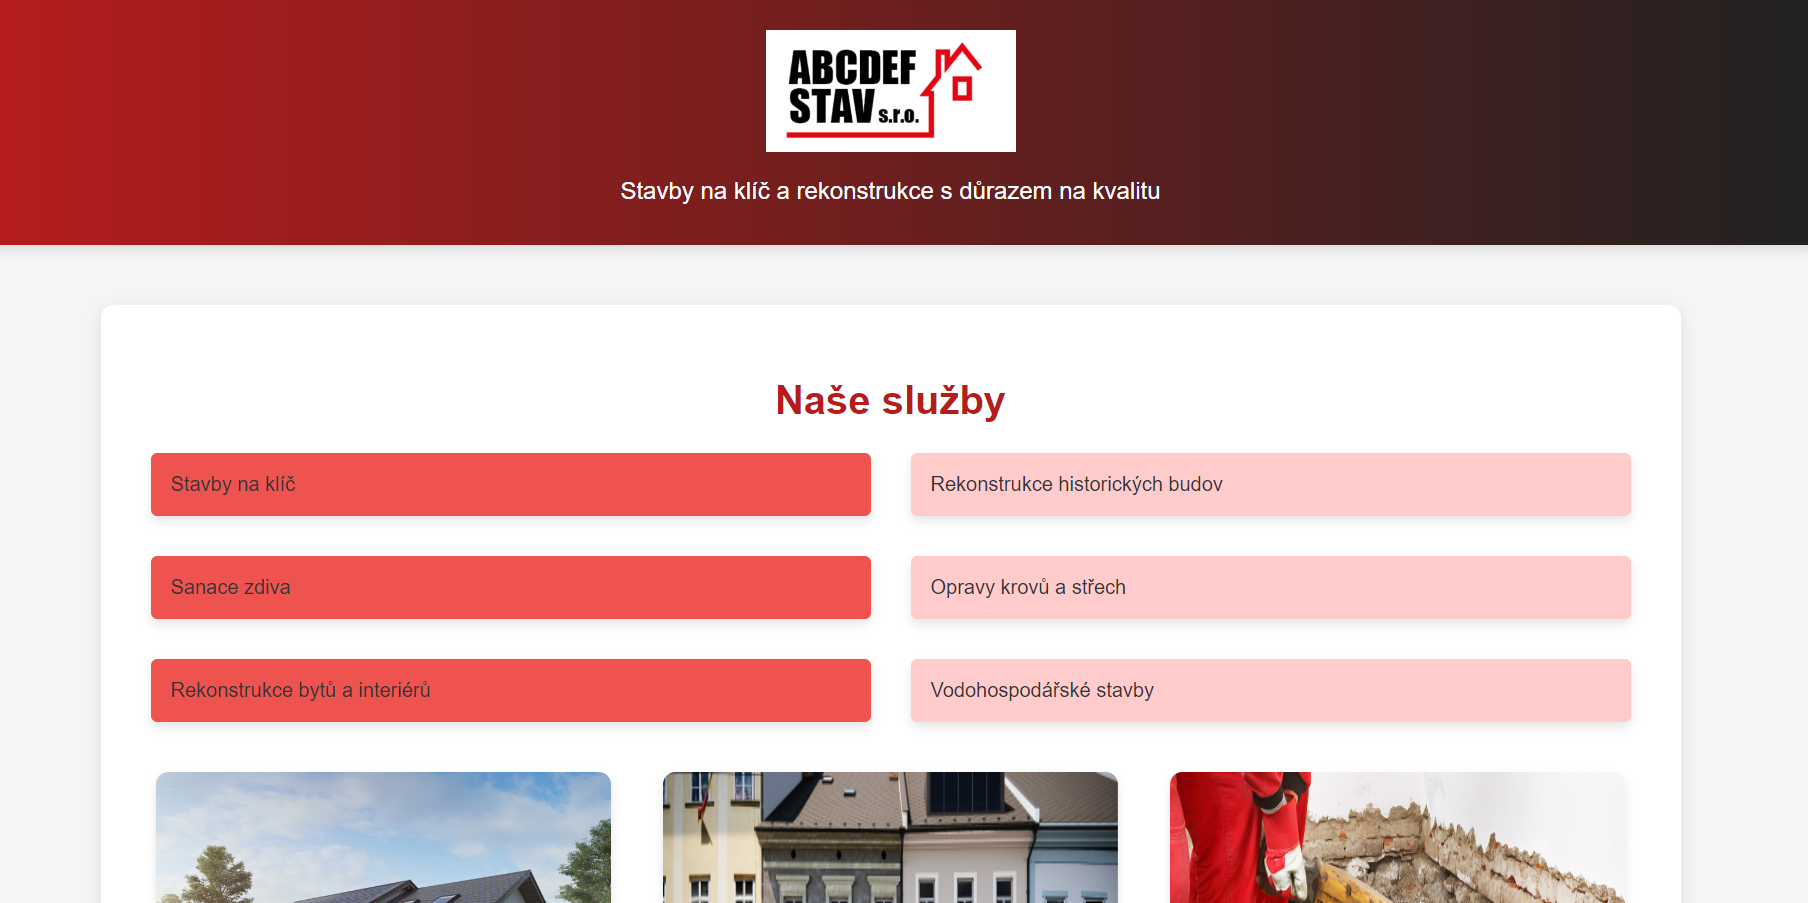 ABCDEF
STAV s.r.o.
Stavby na klíč a rekonstrukce s důrazem na kvalitu
Naše služby
Stavby na klíč
Rekonstrukce historických budov
Sanace zdiva
Opravy krovů a střech
Rekonstrukce bytů a interiérů
Vodohospodářské stavby